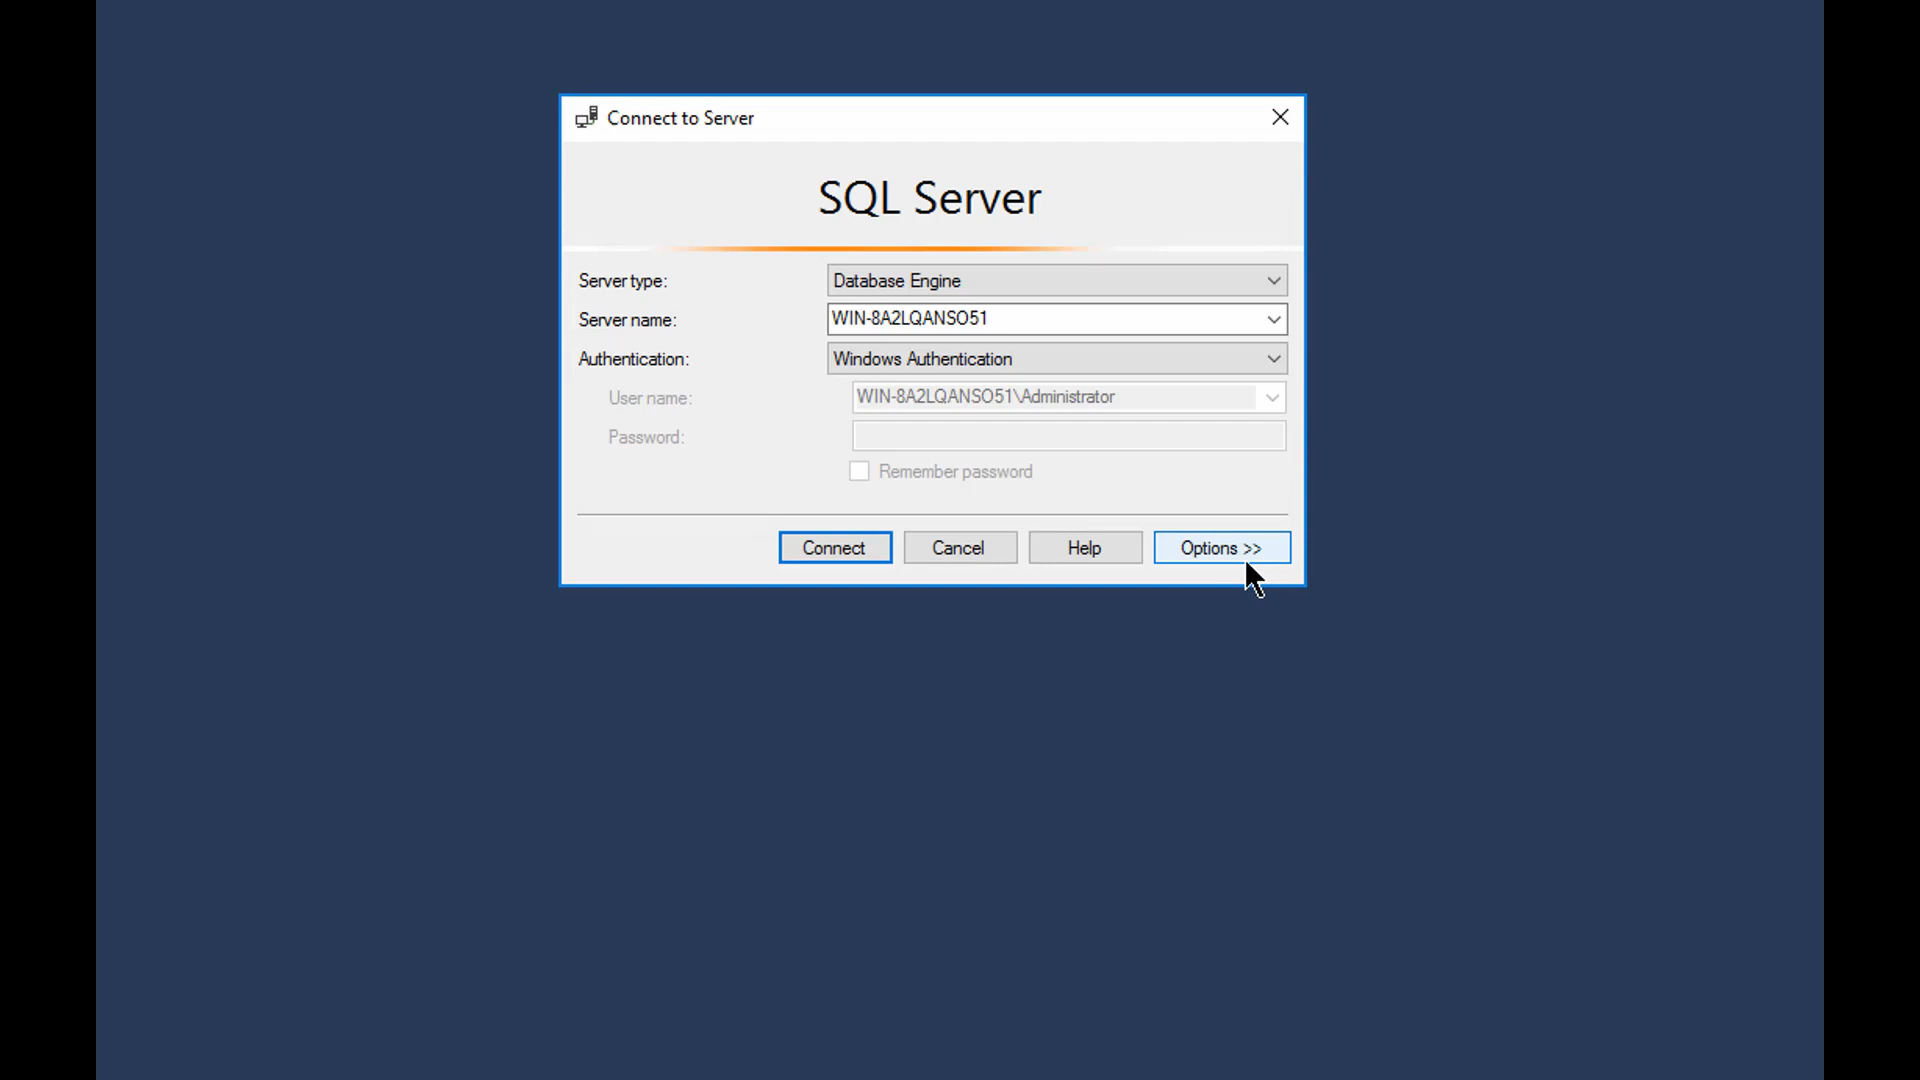 Connect to Server
SQL Server
Server type: Database Engine
Server name: WIN-8A2LQANSO51
Authentication: Windows Authentication
User name: WIN-8A2LQANSO51\Administrator
Password:
Remember password
Connect Cancel Help Options >>